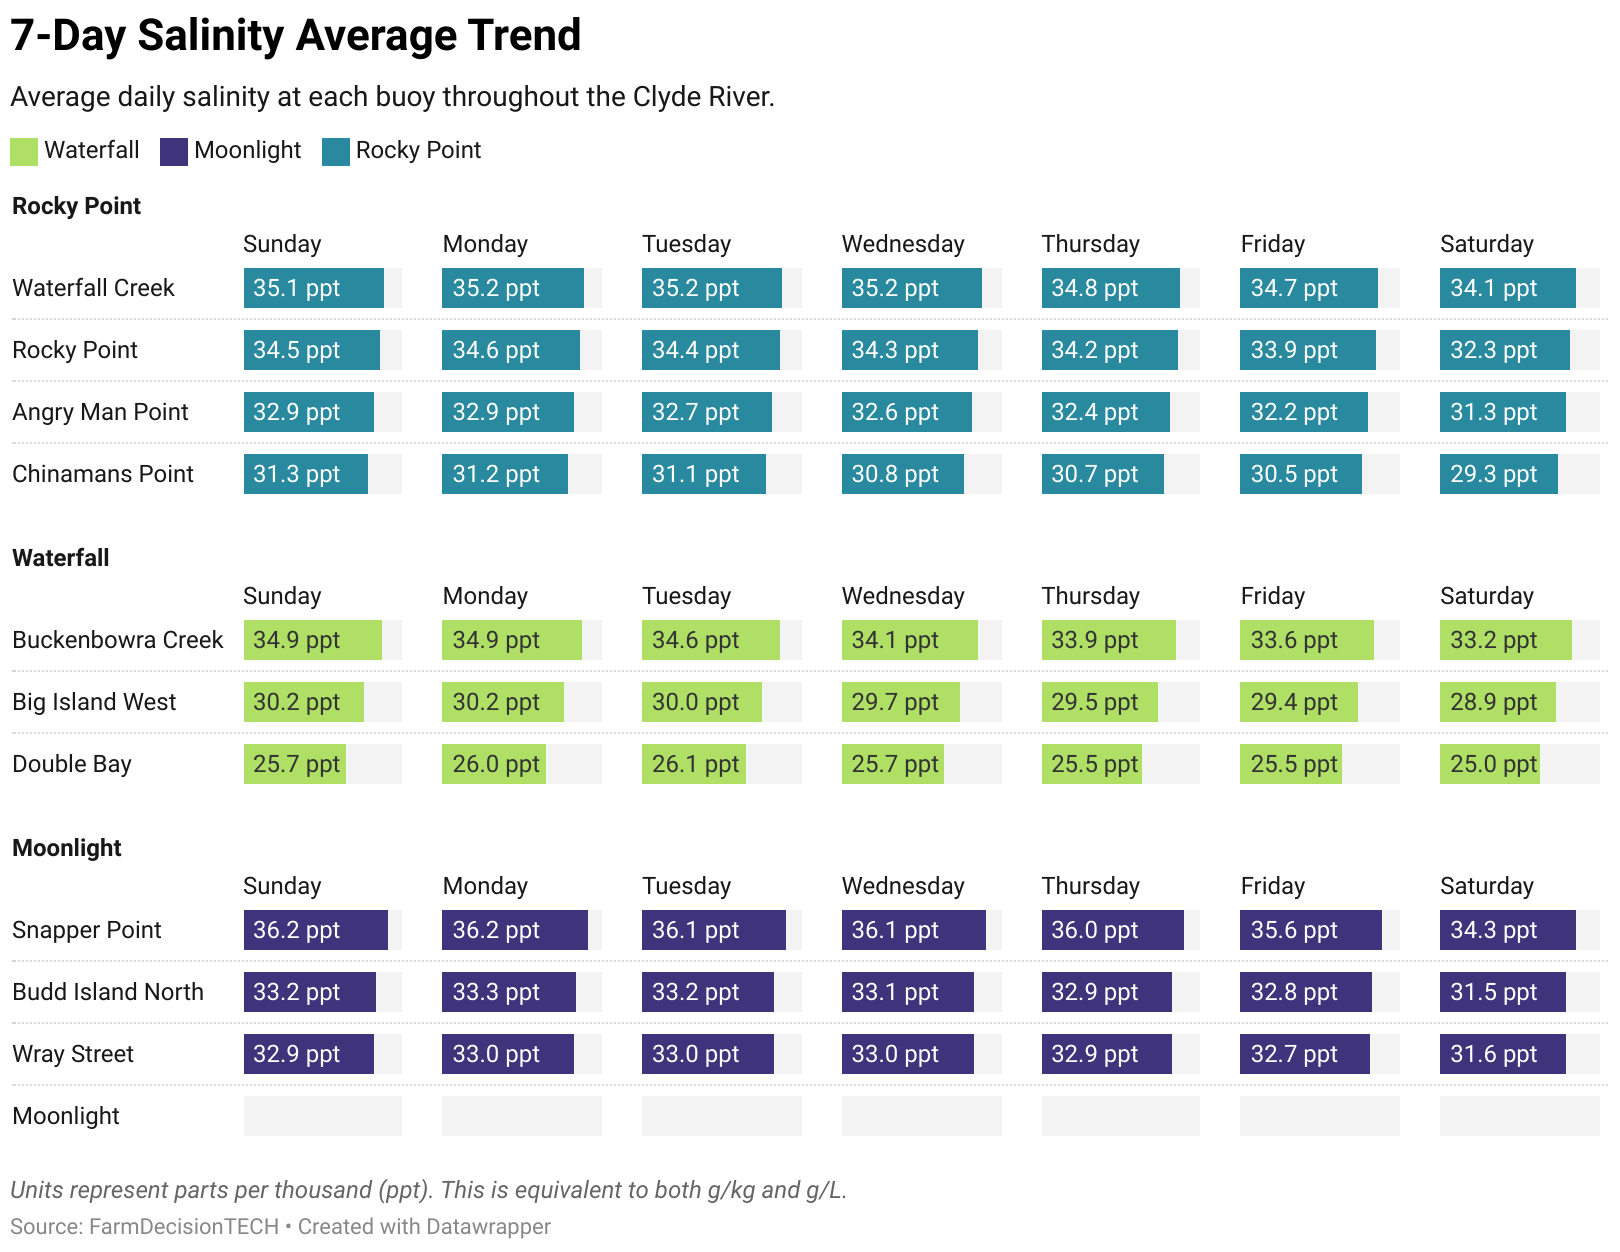 7-Day Salinity Average Trend
Average daily salinity at each buoy throughout the Clyde River.
Waterfall Moonlight Rocky Point
Rocky Point
Sunday Monday Tuesday Wednesday Thursday Friday Saturday
Waterfall Creek 35.1 ppt 35.2 ppt 35.2 ppt 35.2 ppt 34.8 ppt 34.7 ppt 34.1 ppt
Rocky Point 34.5 ppt 34.6 ppt 34.4 ppt 34.3 ppt 34.2 ppt 33.9 ppt 32.3 ppt
Angry Man Point 32.9 ppt 32.9 ppt 32.7 ppt 32.6 ppt 32.4 ppt 32.2 ppt 31.3 ppt
Chinamans Point 31.3 ppt 31.2 ppt 31.1 ppt 30.8 ppt 30.7 ppt 30.5 ppt 29.3 ppt
Waterfall
Sunday Monday Tuesday Wednesday Thursday Friday Saturday
Buckenbowra Creek 34.9 ppt 34.9 ppt 34.6 ppt 34.1 ppt 33.9 ppt 33.6 ppt 33.2 ppt
Big Island West 30.2 ppt 30.2 ppt 30.0 ppt 29.7 ppt 29.5 ppt 29.4 ppt 28.9 ppt
Double Bay 25.7 ppt 26.0 ppt 26.1 ppt 25.7 ppt 25.5 ppt 25.5 ppt 25.0 ppt
Moonlight
Sunday Monday Tuesday Wednesday Thursday Friday Saturday
Snapper Point 36.2 ppt 36.2 ppt 36.1 ppt 36.1 ppt 36.0 ppt 35.6 ppt 34.3 ppt
Budd Island North 33.2 ppt 33.3 ppt 33.2 ppt 33.1 ppt 32.9 ppt 32.8 ppt 31.5 ppt
Wray Street 32.9 ppt 33.0 ppt 33.0 ppt 33.0 ppt 32.9 ppt 32.7 ppt 31.6 ppt
Moonlight
Units represent parts per thousand (ppt). This is equivalent to both g/kg and g/L.
Source: FarmDecisionTECH • Created with Datawrapper